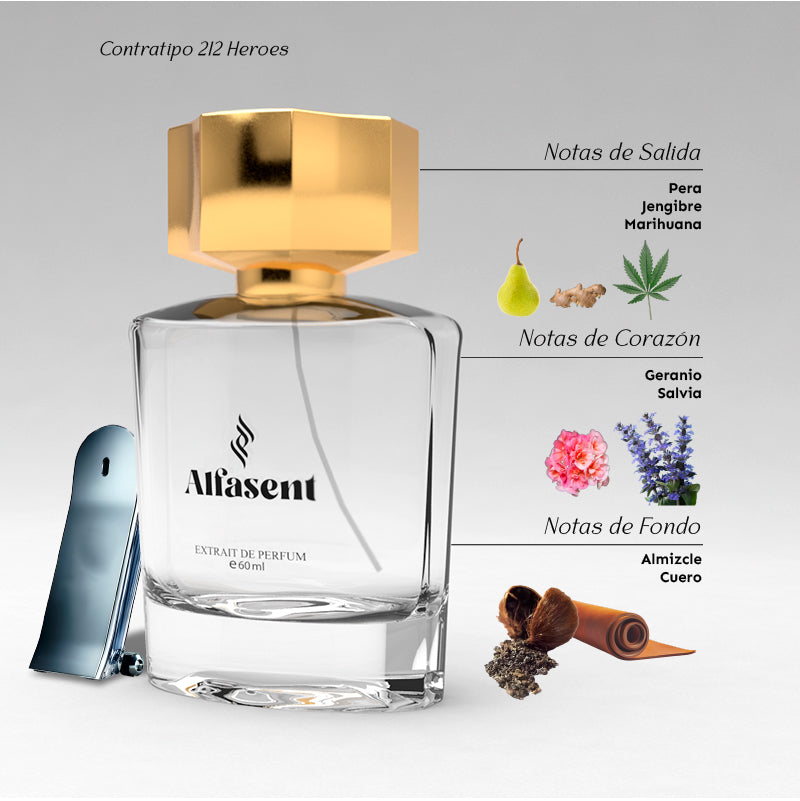 Contratipo 212 Heroes
Notas de Salida
Pera
Jengibre
Marihuana
Notas de Corazón
Geranio
Salvia
Alfasent
EXTRAIT DE PERFUM
℮60ml
Notas de Fondo
Almizcle
Cuero